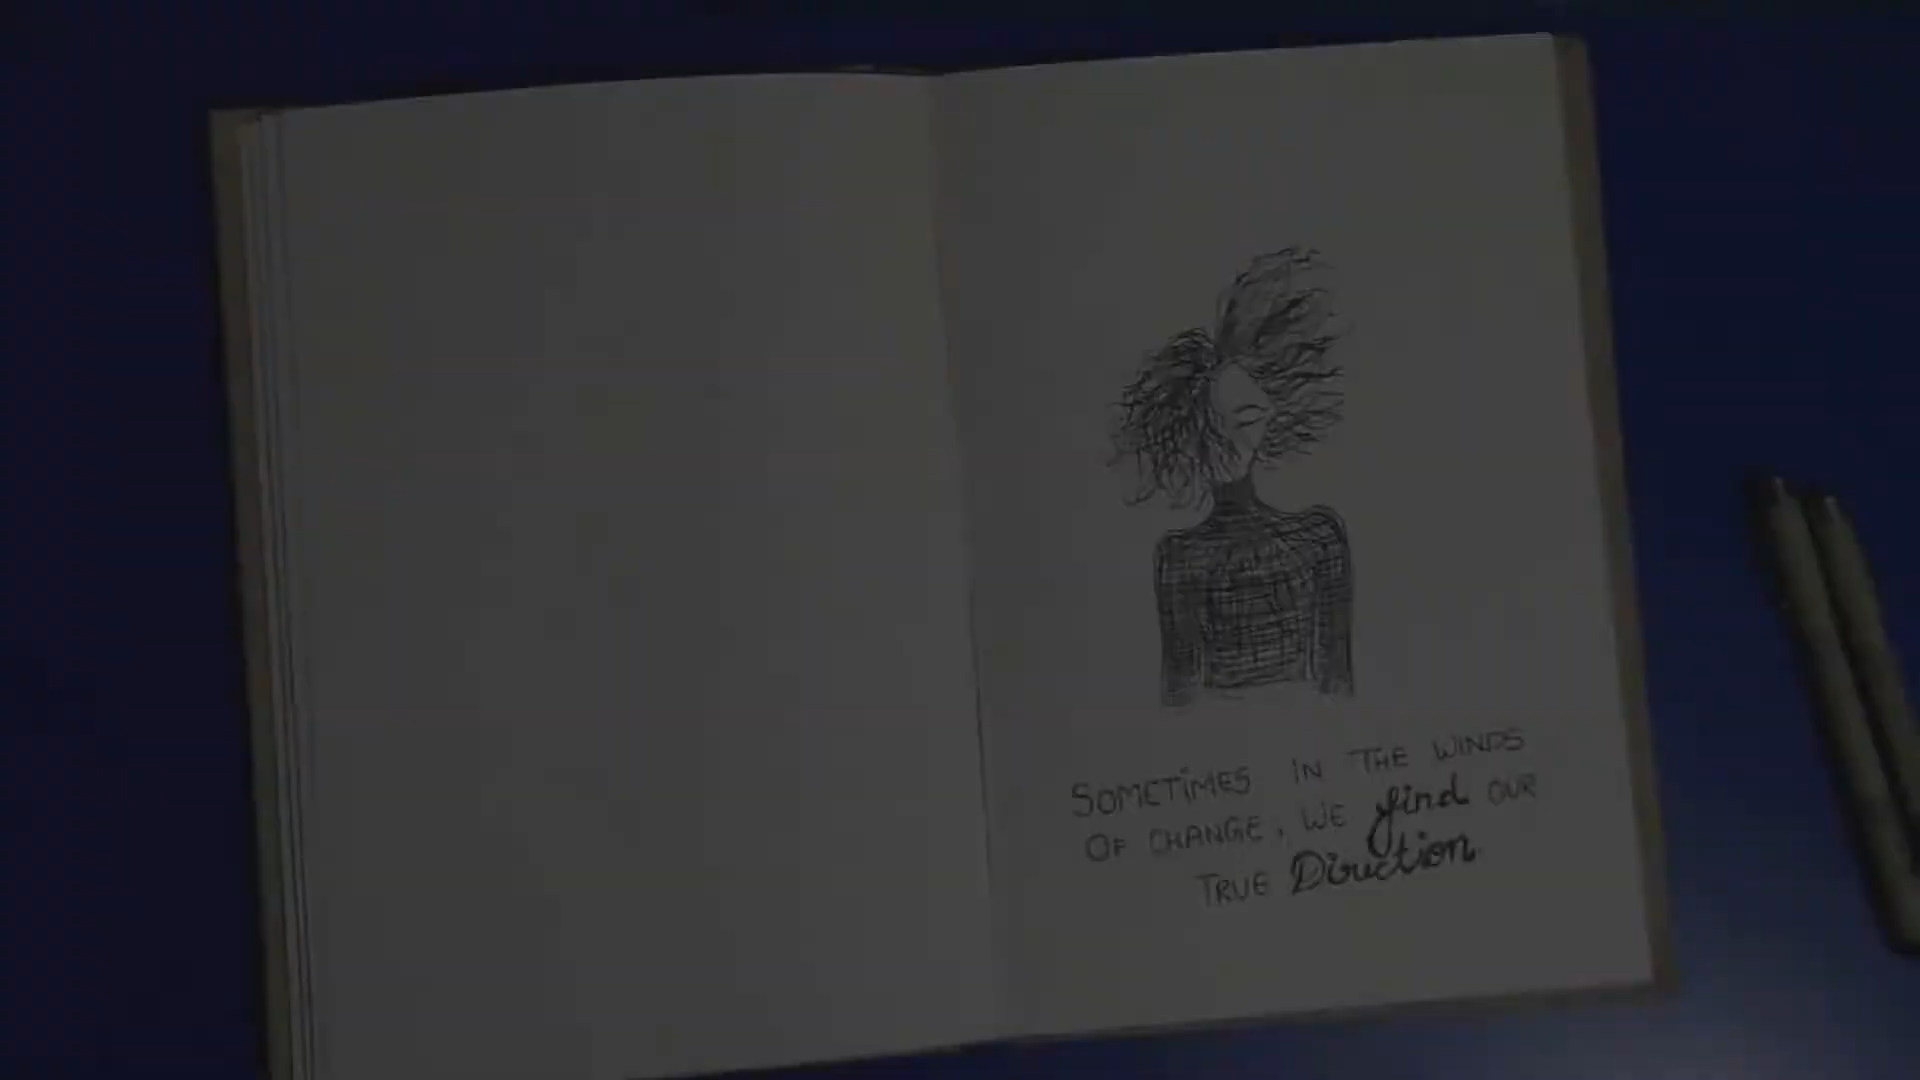 SOMETIMES IN THE WINDS
OF CHANGE, WE find OUR
TRUE Direction.